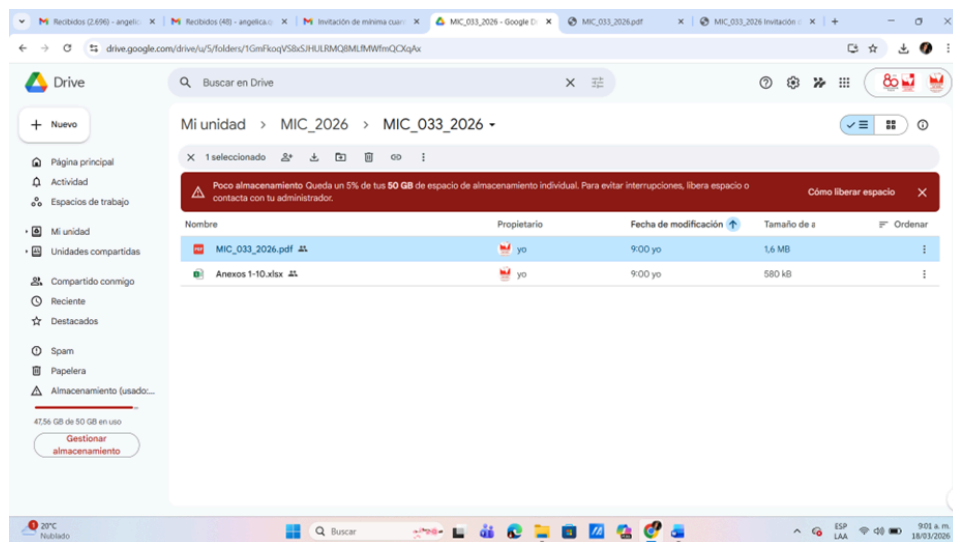 Recibidos (2.696) - angelic
Recibidos (48) - angelica.
Invitación de mínima cuan
MIC_033_2026 - Google D
MIC_033_2026.pdf
MIC_033_2026 Invitación
drive.google.com/drive/u/5/folders/
Drive
Buscar en Drive
Nuevo
Mi unidad > MIC_2026 > MIC_033_2026
1 seleccionado
Página principal
Actividad
Espacios de trabajo
Mi unidad
Unidades compartidas
Compartido conmigo
Reciente
Destacados
Spam
Papelera
Almacenamiento (usado:...
47,56 GB de 50 GB en uso
Gestionar
almacenamiento
Poco almacenamiento Queda un 5% de tus 50 GB de espacio de almacenamiento individual. Para evitar interrupciones, libera espacio o
contacta con tu administrador.
Cómo liberar espacio
Nombre Propietario Fecha de modificación Tamaño de a Ordenar
PDF MIC_033_2026.pdf yo 9:00 yo 1,6 MB
Anexos 1-10.xlsx yo 9:00 yo 580 kB
20°C
Nublado
Buscar
ESP
LAA
9:01 a. m.
18/03/2026